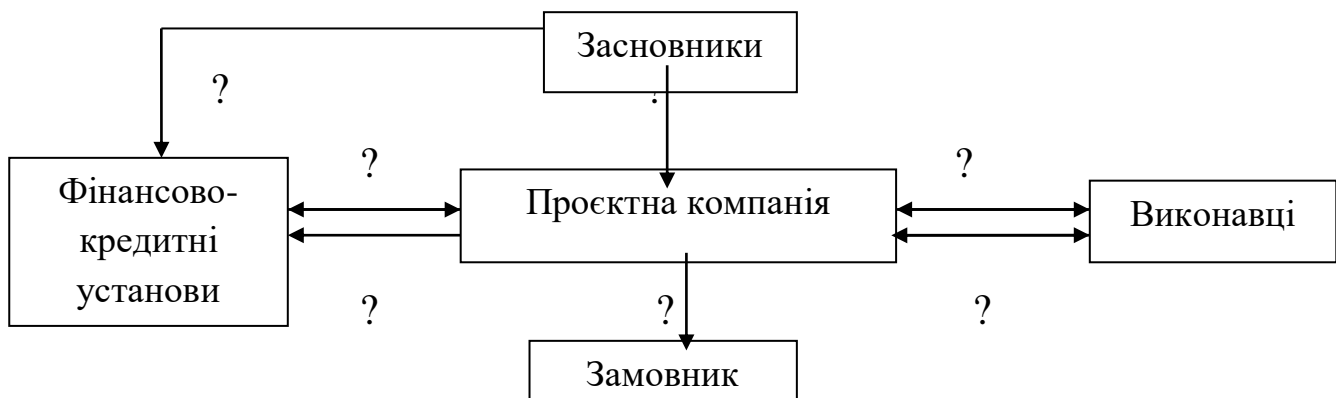 Засновники
?
?
?
?
Фінансово-
кредитні
установи
Проєктна компанія
Виконавці
?
?
?
Замовник